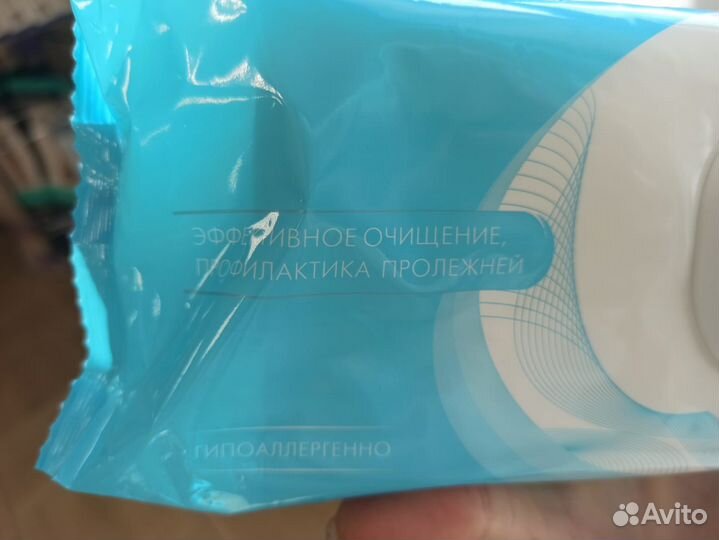 ЭФФЕКТИВНОЕ ОЧИЩЕНИЕ,
ПРОФИЛАКТИКА ПРОЛЕЖНЕЙ
ГИПОАЛЛЕРГЕННО
Avito